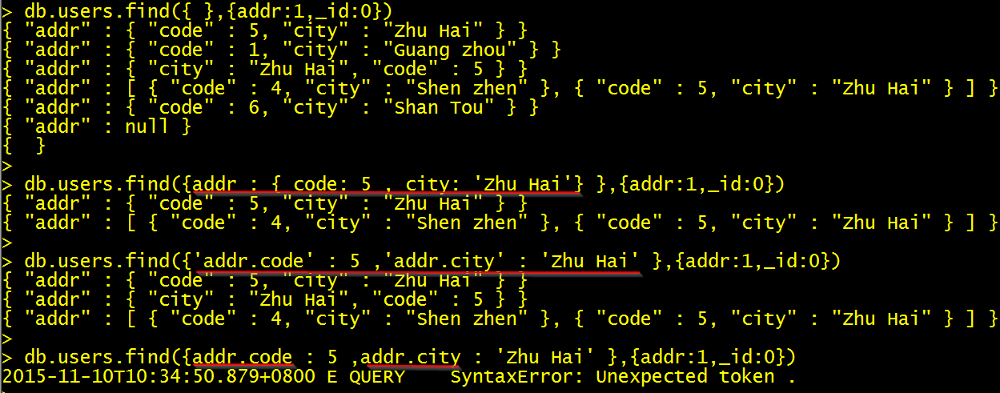 > db.users.find({ },{addr:1,_id:0})
{ "addr" : { "code" : 5, "city" : "Zhu Hai" } }
{ "addr" : { "code" : 1, "city" : "Guang zhou" } }
{ "addr" : { "city" : "Zhu Hai", "code" : 5 } }
{ "addr" : [ { "code" : 4, "city" : "Shen zhen" }, { "code" : 5, "city" : "Zhu Hai" } ] }
{ "addr" : { "code" : 6, "city" : "Shan Tou" } }
{ "addr" : null }
{  }
>
> db.users.find({addr : { code: 5 , city: 'Zhu Hai'} },{addr:1,_id:0})
{ "addr" : { "code" : 5, "city" : "Zhu Hai" } }
{ "addr" : [ { "code" : 4, "city" : "Shen zhen" }, { "code" : 5, "city" : "Zhu Hai" } ] }
>
> db.users.find({'addr.code' : 5 ,'addr.city' : 'Zhu Hai' },{addr:1,_id:0})
{ "addr" : { "code" : 5, "city" : "Zhu Hai" } }
{ "addr" : { "city" : "Zhu Hai", "code" : 5 } }
{ "addr" : [ { "code" : 4, "city" : "Shen zhen" }, { "code" : 5, "city" : "Zhu Hai" } ] }
>
> db.users.find({addr.code : 5 ,addr.city : 'Zhu Hai' },{addr:1,_id:0})
2015-11-10T10:34:50.879+0800 E QUERY    SyntaxError: Unexpected token .